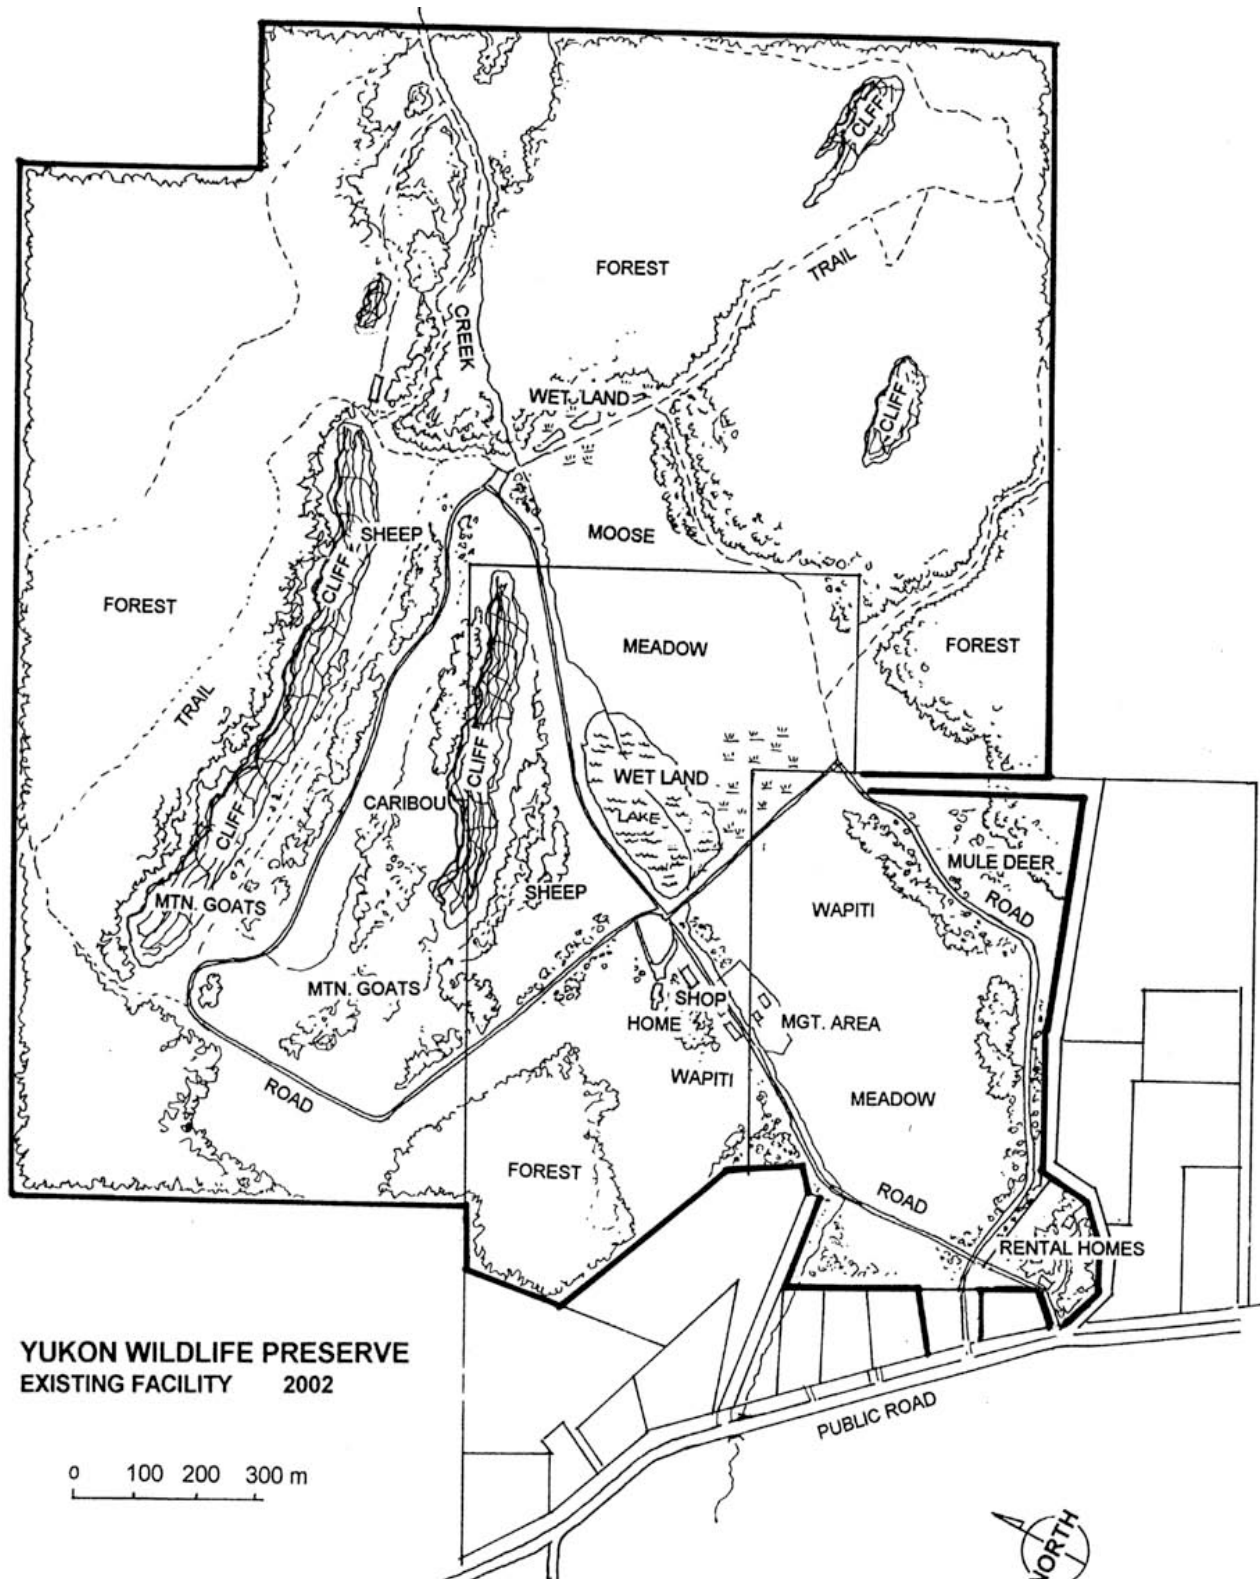 CLFF
FOREST
TRAIL
CREEK
WET LAND
CLIFF
SHEEP
MOOSE
CLIFF
FOREST
MEADOW
FOREST
TRAIL
CLIFF
WET LAND
CARIBOU
LAKE
CLIFF
MULE DEER
SHEEP
MTN. GOATS
WAPITI
ROAD
MTN. GOATS
SHOP
HOME
MGT. AREA
WAPITI
ROAD
MEADOW
FOREST
ROAD
RENTAL HOMES
YUKON WILDLIFE PRESERVE
EXISTING FACILITY 2002
PUBLIC ROAD
0 100 200 300 m
NORTH